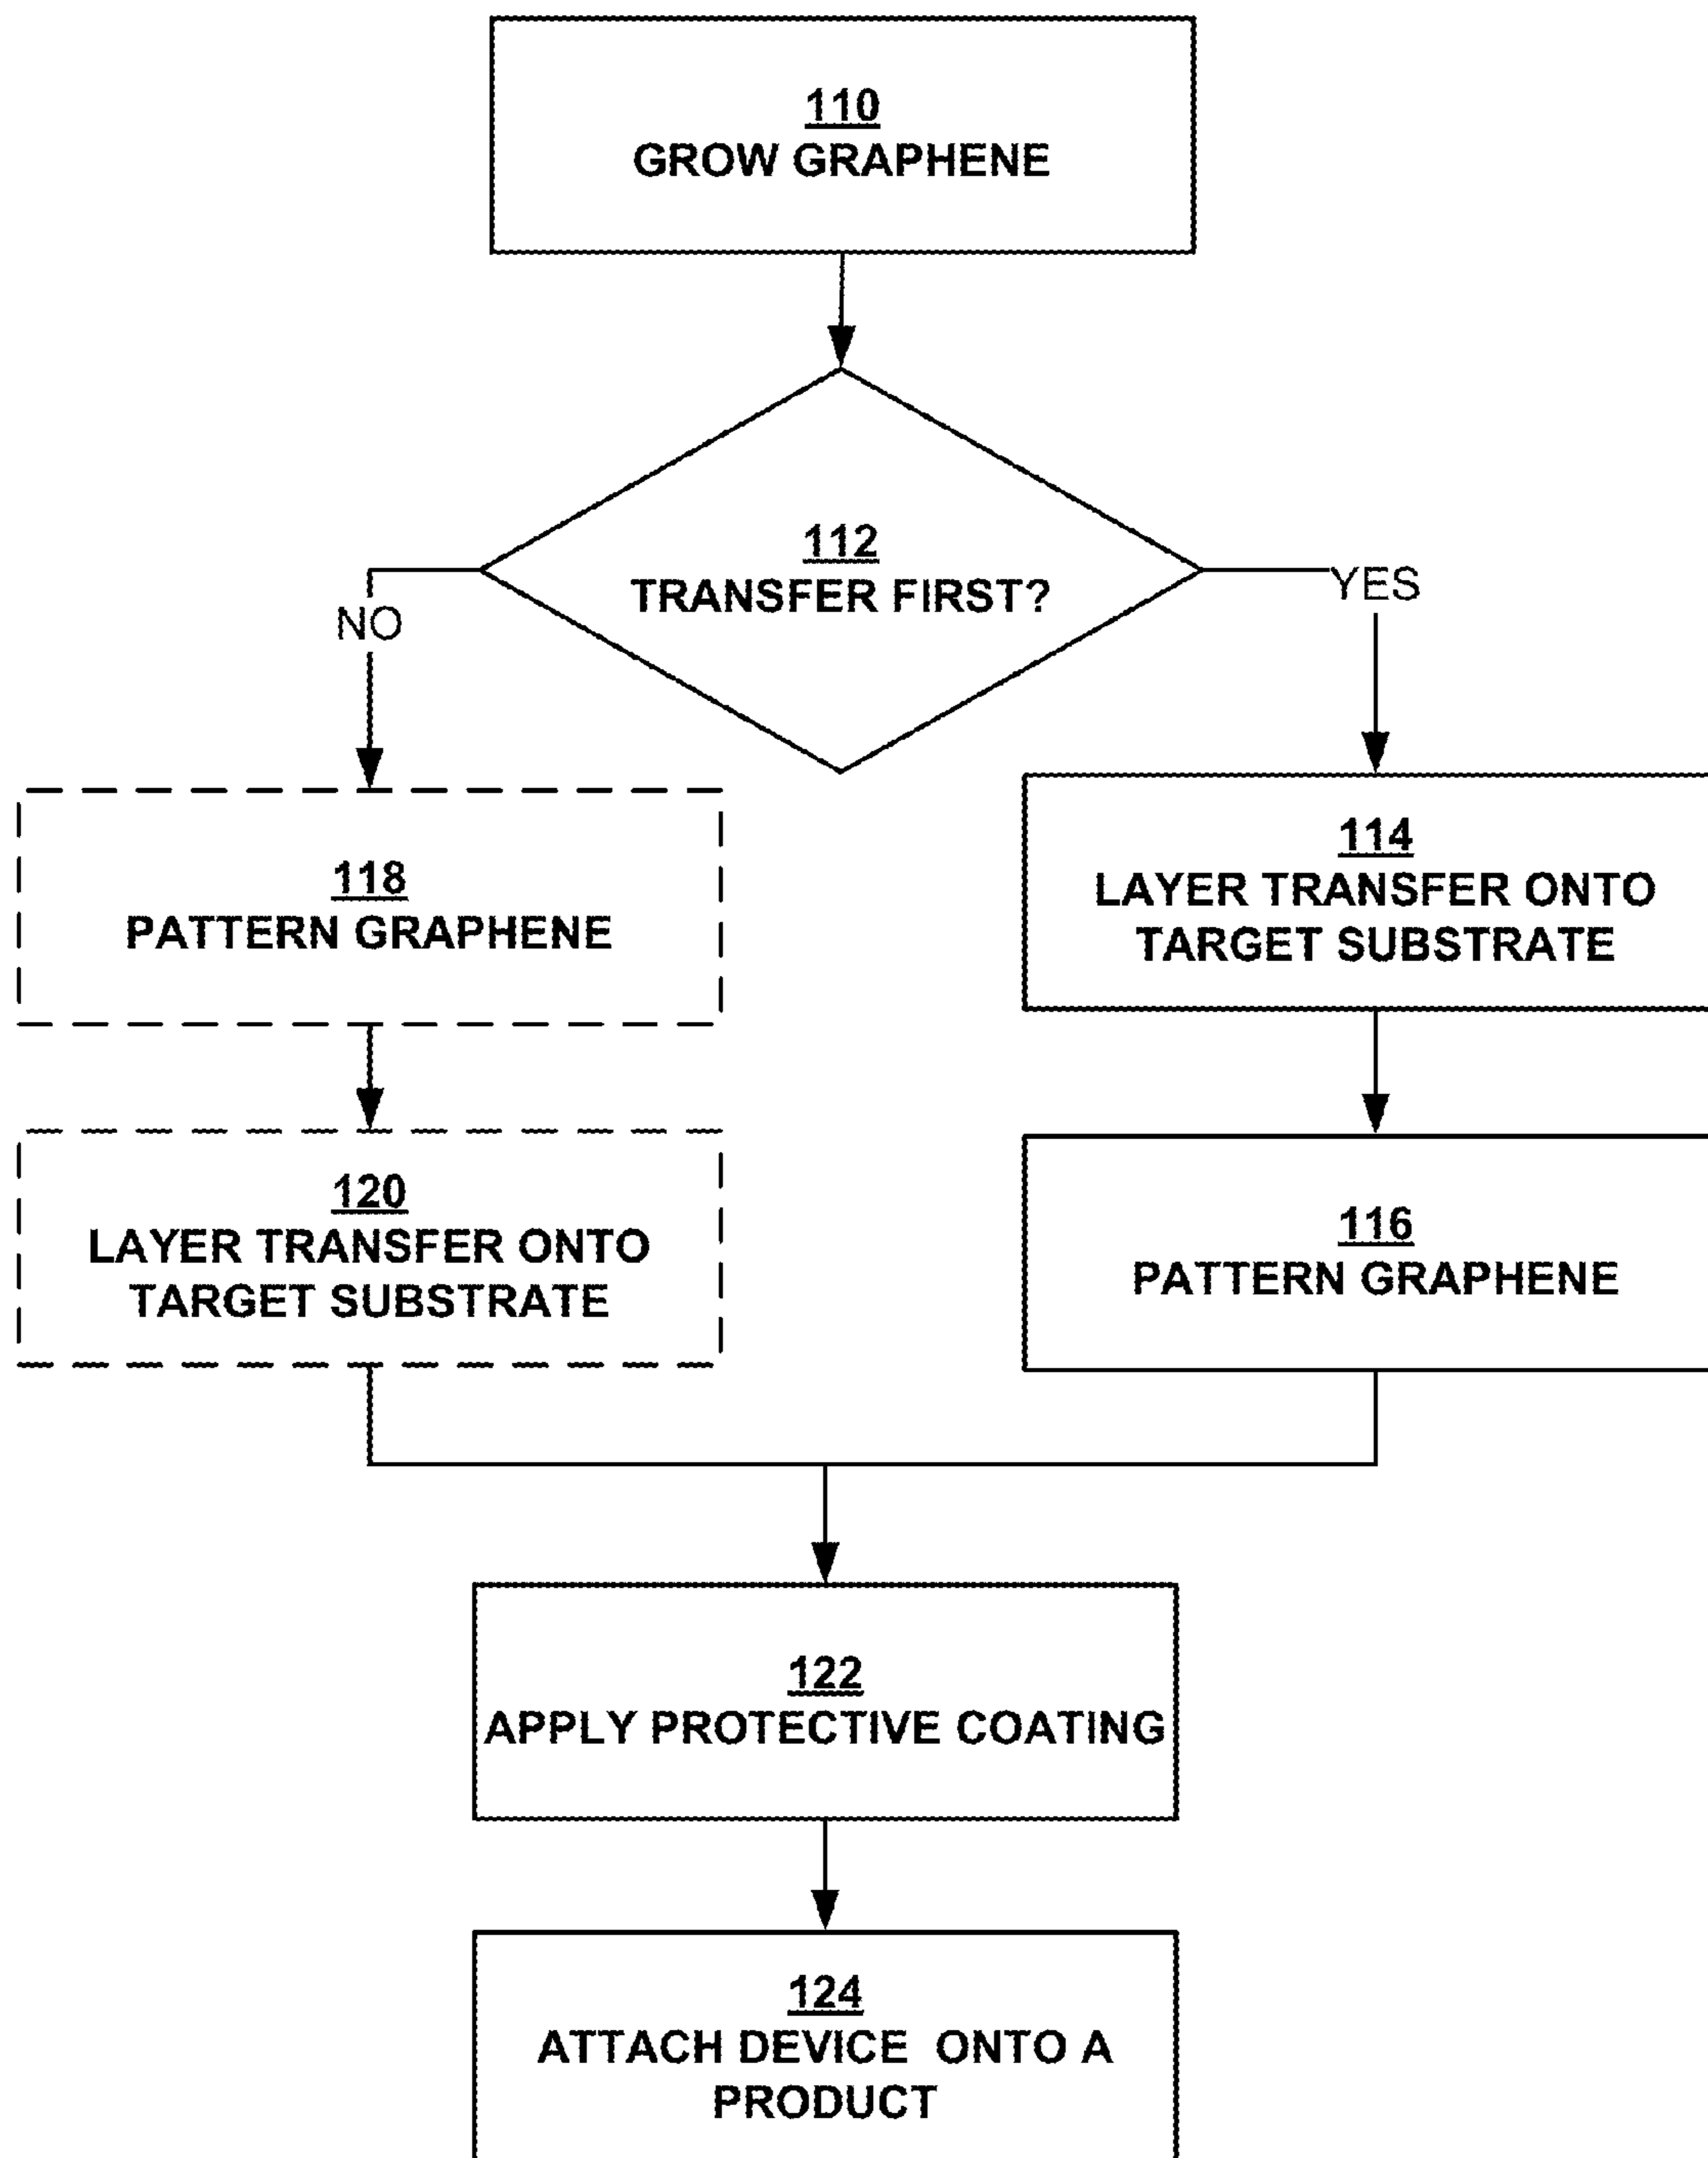 110
GROW GRAPHENE
112
TRANSFER FIRST?
NO
YES
118
PATTERN GRAPHENE
114
LAYER TRANSFER ONTO
TARGET SUBSTRATE
120
LAYER TRANSFER ONTO
TARGET SUBSTRATE
116
PATTERN GRAPHENE
122
APPLY PROTECTIVE COATING
124
ATTACH DEVICE ONTO A
PRODUCT